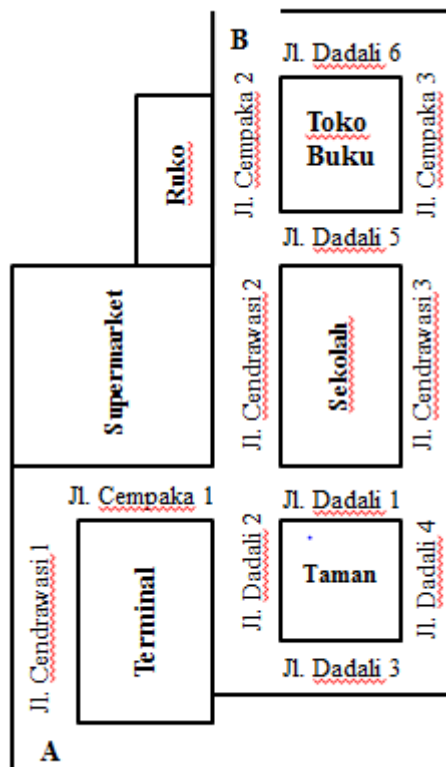 B
Jl. Dadali 6
Jl. Cempaka 2
Toko
Buku
Jl. Cempaka 3
Ruko
Jl. Dadali 5
Supermarket
Jl. Cendrawasi 2
Sekolah
Jl. Cendrawasi 3
Jl. Cempaka 1
Jl. Dadali 1
Jl. Cendrawasi 1
Terminal
Jl. Dadali 2
Taman
Jl. Dadali 4
Jl. Dadali 3
A